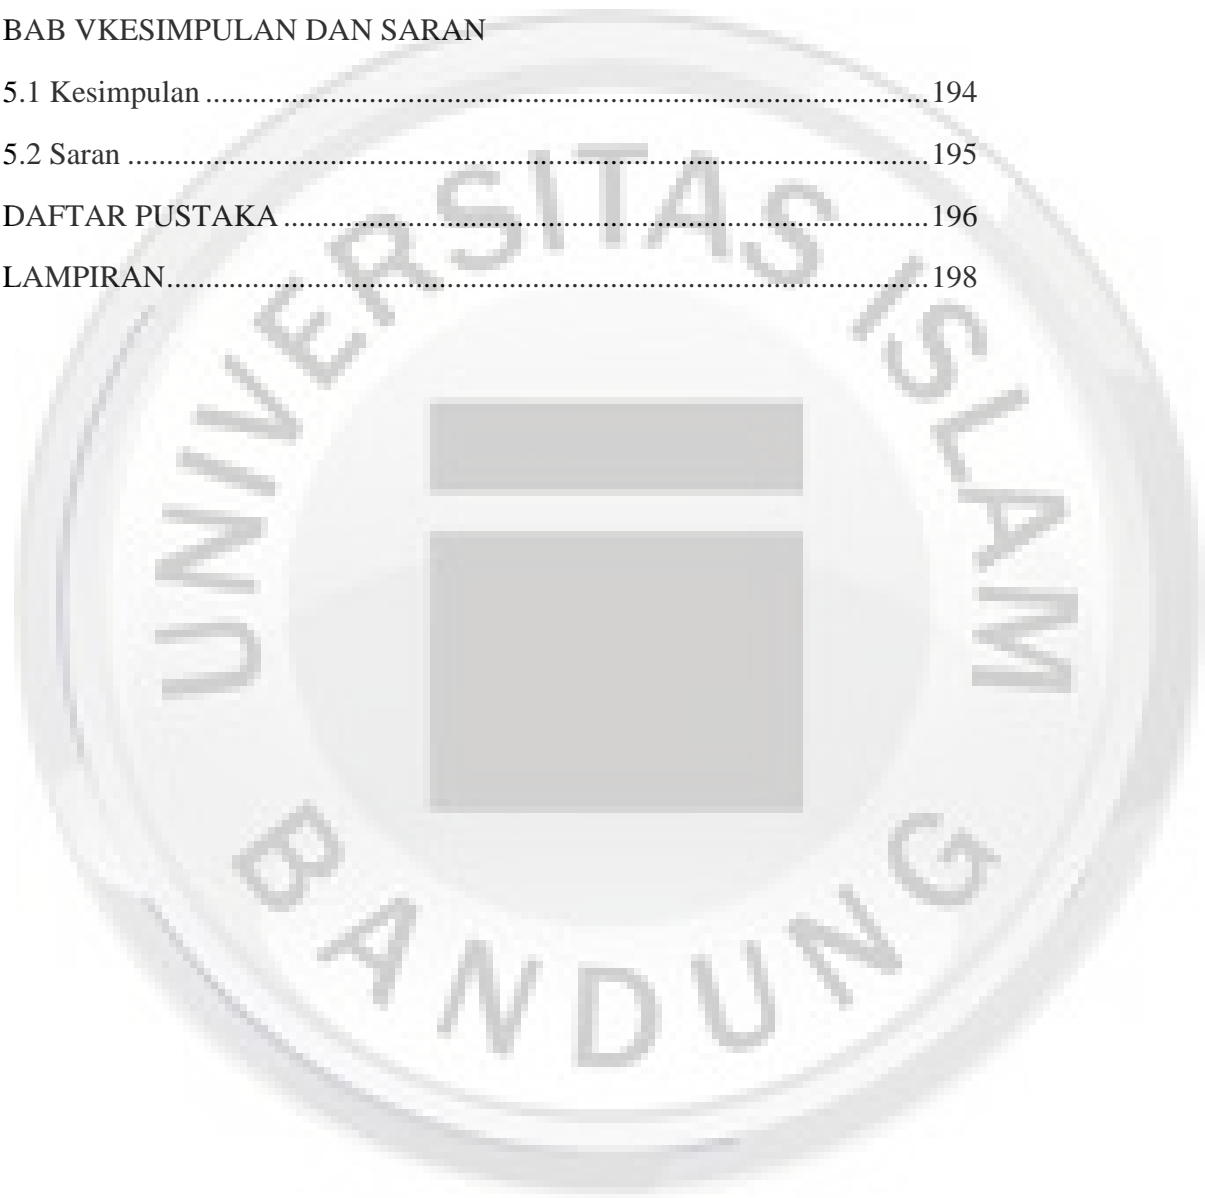 BAB VKESIMPULAN DAN SARAN
5.1 Kesimpulan ............................................................................................. 194
5.2 Saran ....................................................................................................... 195
DAFTAR PUSTAKA ................................................................................... 196
LAMPIRAN.................................................................................................. 198
UNIVERSITAS ISLAM
BANDUNG